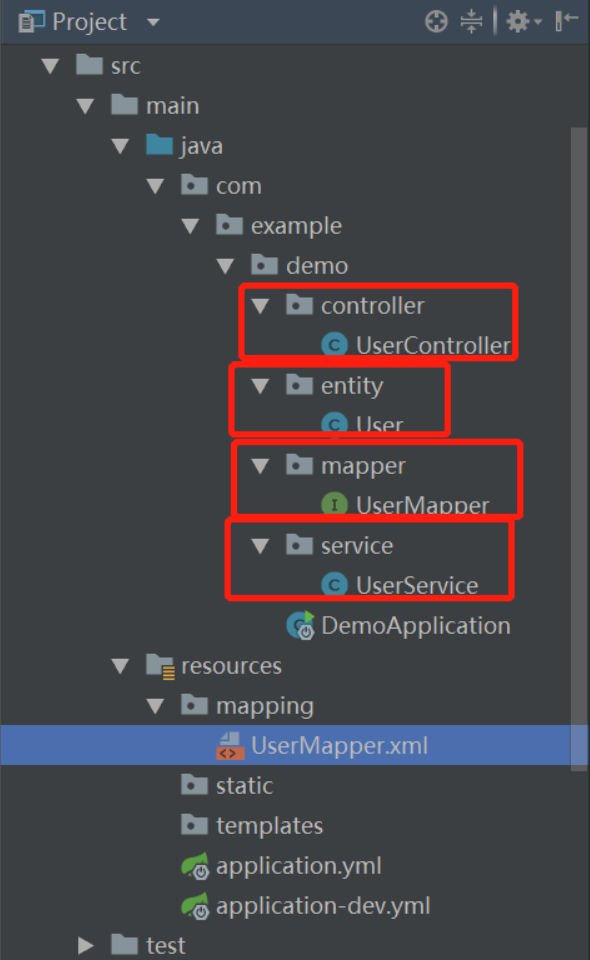 Project
src
main
java
com
example
demo
controller
UserController
entity
User
mapper
UserMapper
service
UserService
DemoApplication
resources
mapping
UserMapper.xml
static
templates
application.yml
application-dev.yml
test